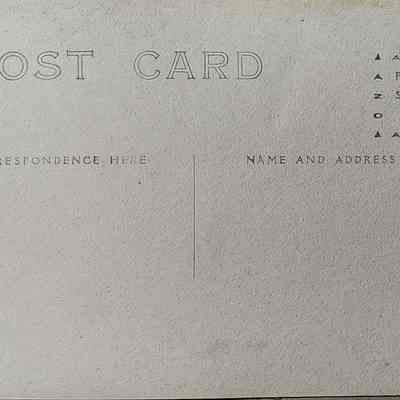 OST CARD
RESPONDENCE HERE
NAME AND ADDRESS